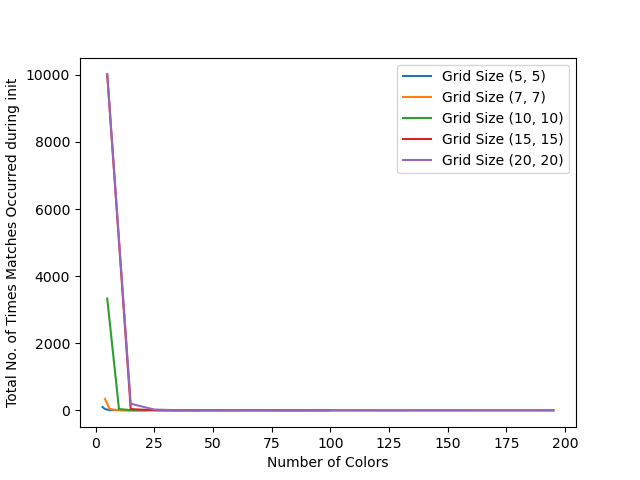 Total No. of Times Matches Occurred during init
10000
8000
6000
4000
2000
0
0 25 50 75 100 125 150 175 200
Number of Colors
Grid Size (5, 5)
Grid Size (7, 7)
Grid Size (10, 10)
Grid Size (15, 15)
Grid Size (20, 20)